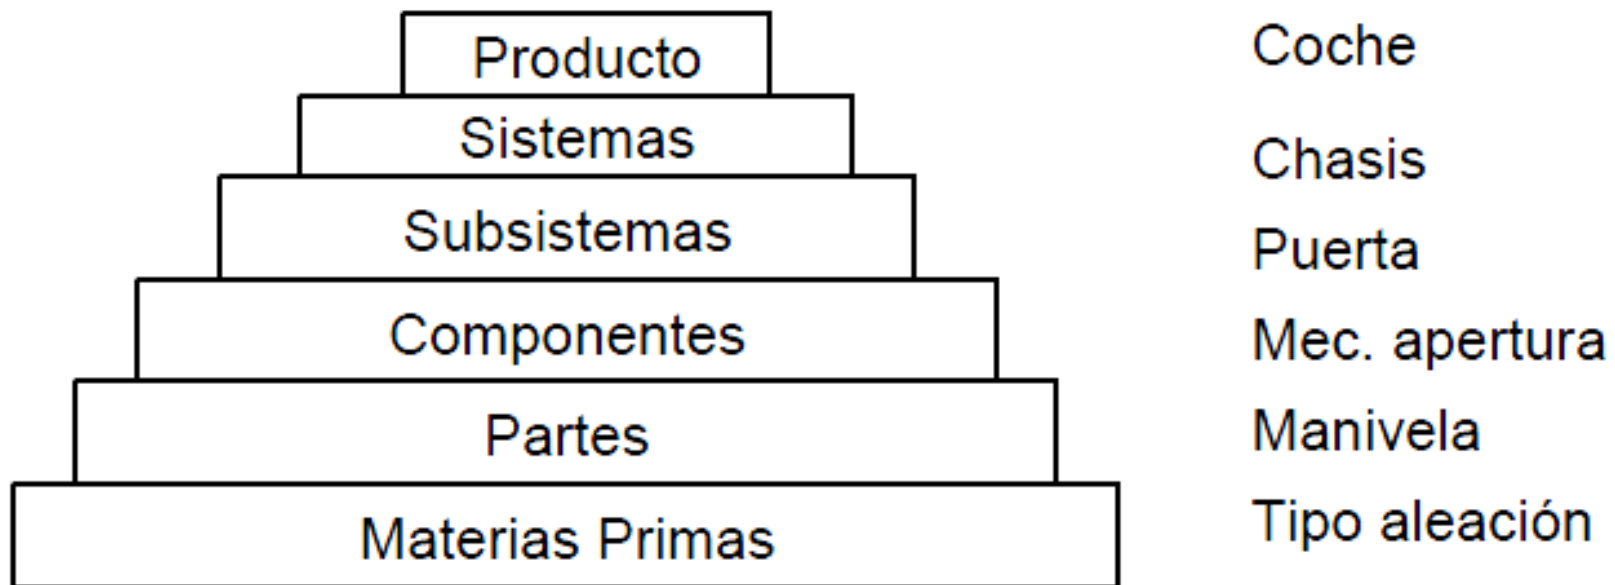 Producto Coche
Sistemas Chasis
Subsistemas Puerta
Componentes Mec. apertura
Partes Manivela
Materias Primas Tipo aleación